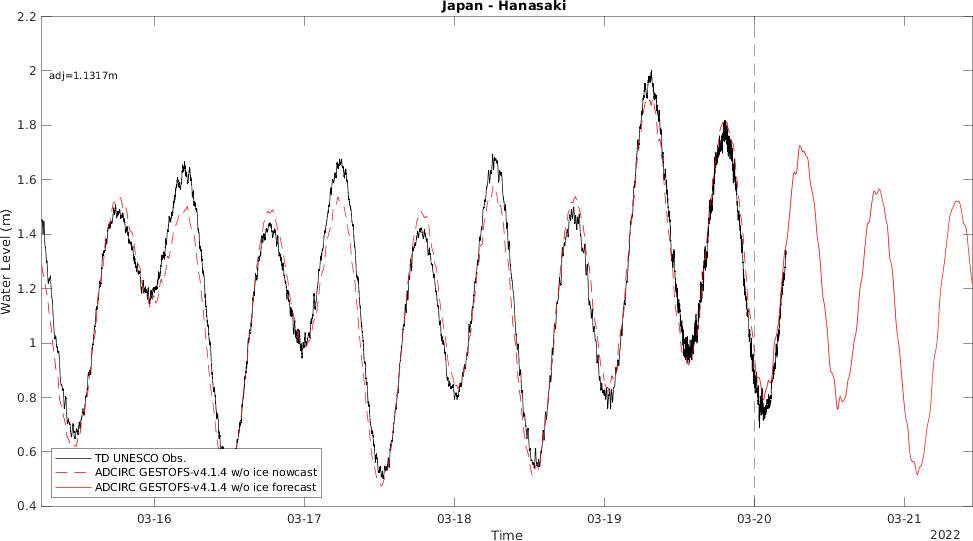 Japan - Hanasaki
2.2
2
1.8
1.6
1.4
1.2
1
0.8
0.6
0.4
Water Level (m)
adj=1.1317m
TD UNESCO Obs.
ADCIRC GESTOFS-v4.1.4 w/o ice nowcast
ADCIRC GESTOFS-v4.1.4 w/o ice forecast
03-16
03-17
03-18
03-19
03-20
03-21
Time
2022